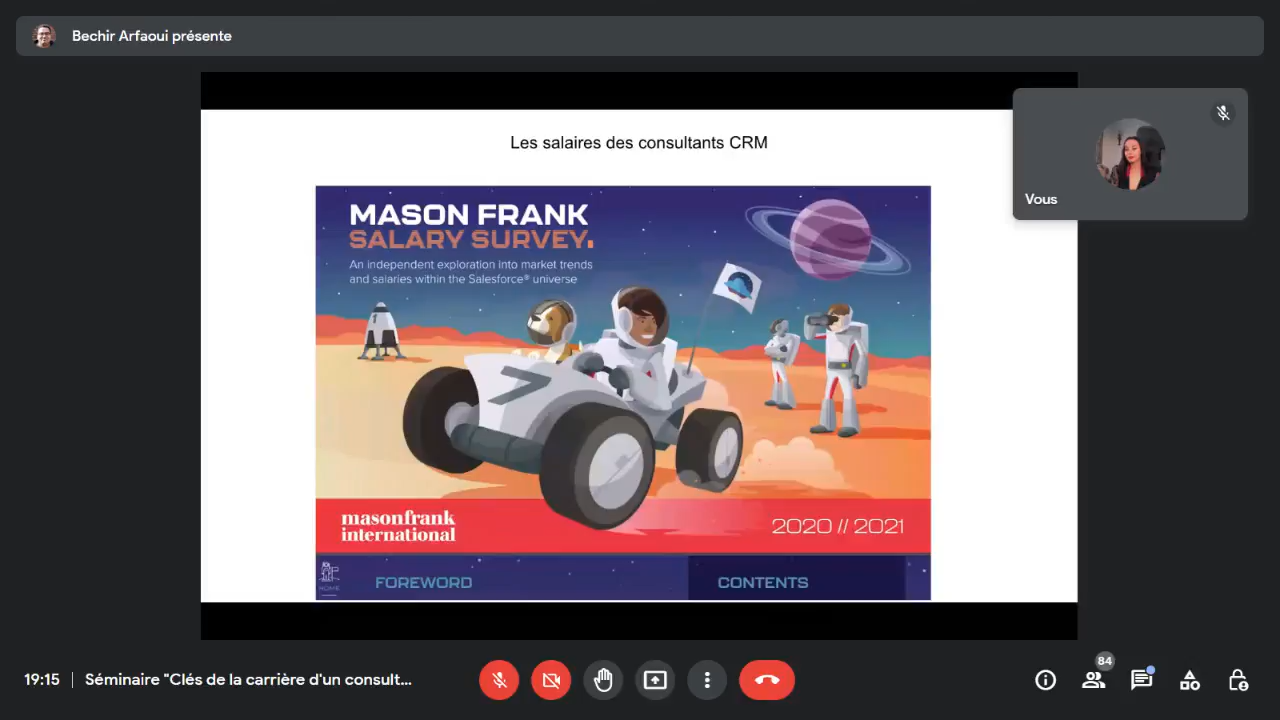 Bechir Arfaoui présente
Les salaires des consultants CRM
Vous
MASON FRANK
SALARY SURVEY.
An independent exploration into market trends
and salaries within the Salesforce® universe
masonfrank
international
2020 // 2021
HOME
FOREWORD
CONTENTS
84
19:15
Séminaire "Clés de la carrière d'un consult...